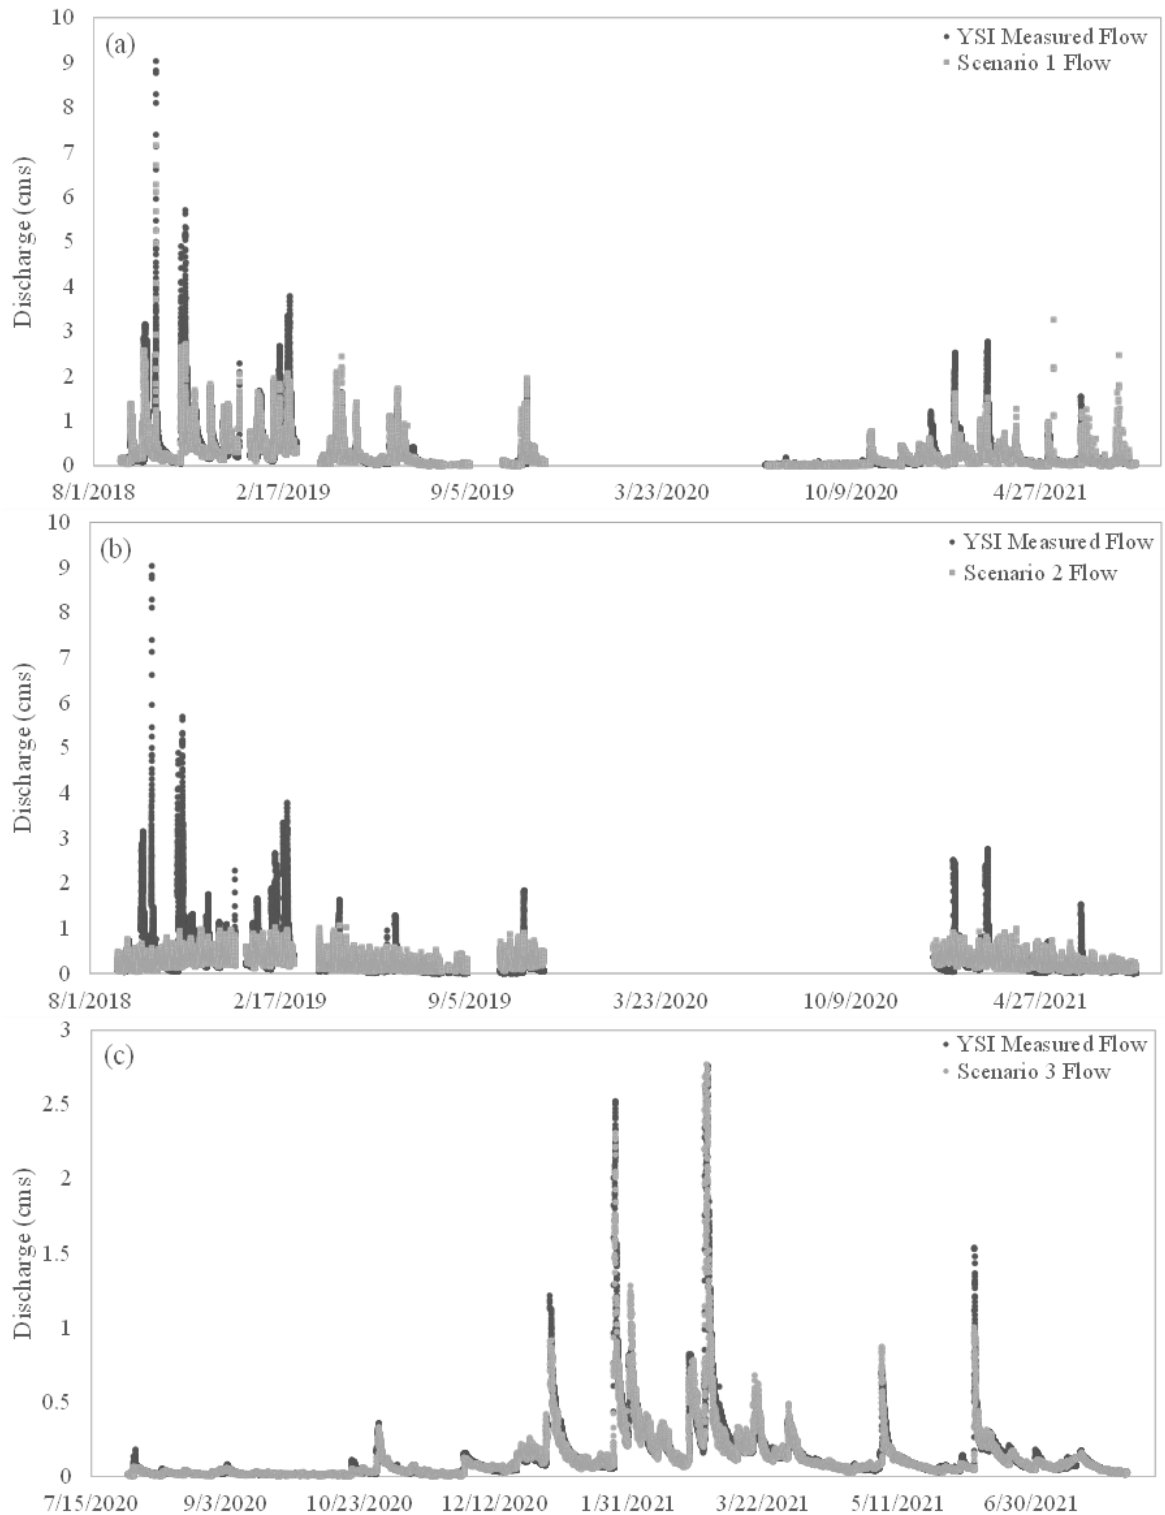 10
(a)
YSI Measured Flow
Scenario 1 Flow
9
8
7
6
5
4
3
2
1
0
Discharge (cms)
8/1/2018 2/17/2019 9/5/2019 3/23/2020 10/9/2020 4/27/2021
10
(b)
YSI Measured Flow
Scenario 2 Flow
9
8
7
6
5
4
3
2
1
0
Discharge (cms)
8/1/2018 2/17/2019 9/5/2019 3/23/2020 10/9/2020 4/27/2021
3
(c)
YSI Measured Flow
Scenario 3 Flow
2.5
2
1.5
1
0.5
0
Discharge (cms)
7/15/2020 9/3/2020 10/23/2020 12/12/2020 1/31/2021 3/22/2021 5/11/2021 6/30/2021